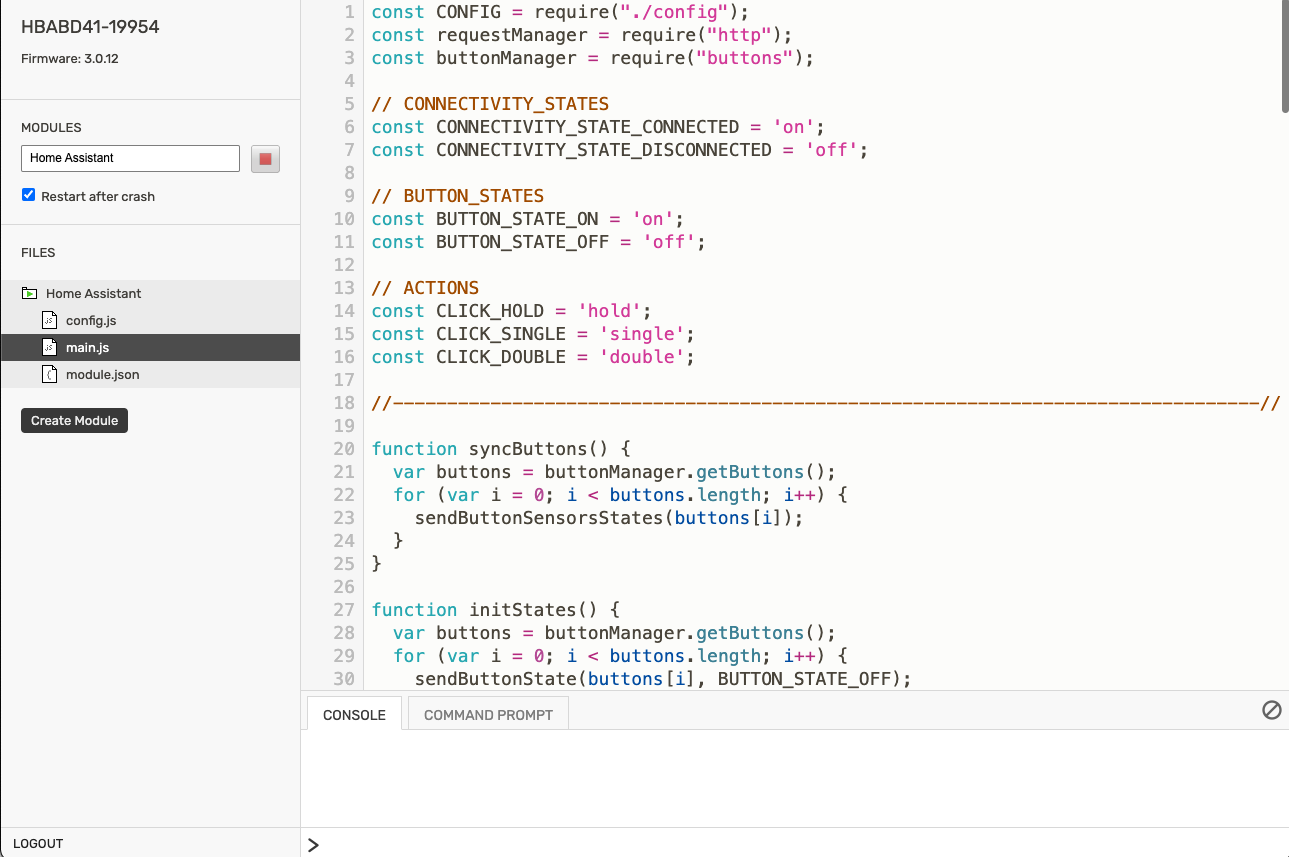 HBABD41-19954
Firmware: 3.0.12
MODULES
Home Assistant
Restart after crash
FILES
Home Assistant
config.js
main.js
module.json
Create Module
LOGOUT
1 const CONFIG = require("./config");
2 const requestManager = require("http");
3 const buttonManager = require("buttons");
4
5 // CONNECTIVITY_STATES
6 const CONNECTIVITY_STATE_CONNECTED = 'on';
7 const CONNECTIVITY_STATE_DISCONNECTED = 'off';
8
9 // BUTTON_STATES
10 const BUTTON_STATE_ON = 'on';
11 const BUTTON_STATE_OFF = 'off';
12
13 // ACTIONS
14 const CLICK_HOLD = 'hold';
15 const CLICK_SINGLE = 'single';
16 const CLICK_DOUBLE = 'double';
17
18 //--------------------------------------------------------------------------------//
19
20 function syncButtons() {
21   var buttons = buttonManager.getButtons();
22   for (var i = 0; i < buttons.length; i++) {
23     sendButtonSensorsStates(buttons[i]);
24   }
25 }
26
27 function initStates() {
28   var buttons = buttonManager.getButtons();
29   for (var i = 0; i < buttons.length; i++) {
30     sendButtonState(buttons[i], BUTTON_STATE_OFF);
CONSOLE
COMMAND PROMPT
>